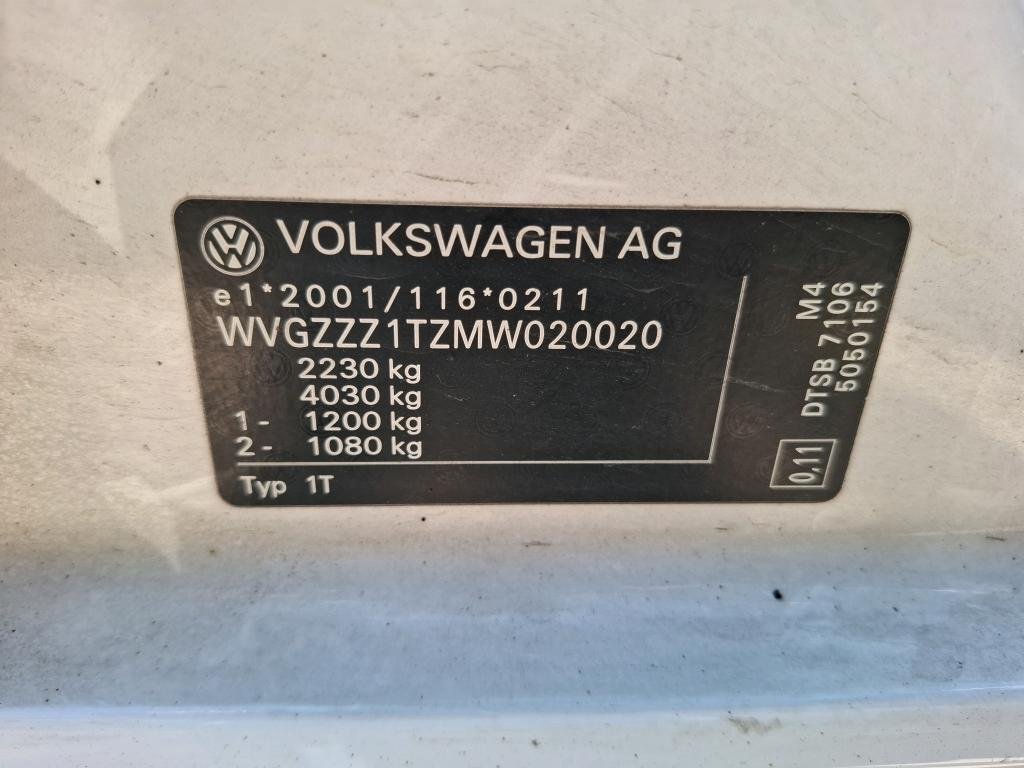 VOLKSWAGEN AG
e1*2001/116*0211
WVGZZZ1TZMW020020
2230 kg
4030 kg
1- 1200 kg
2- 1080 kg
Typ 1T
M4
DTSB 7106
5050154
0,11